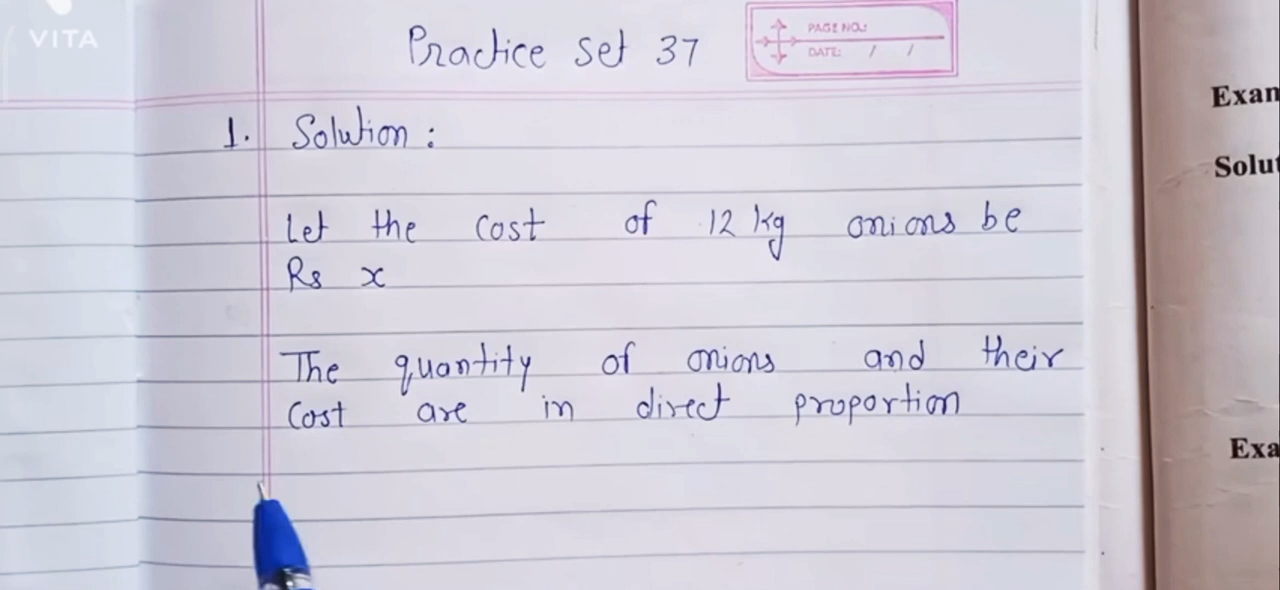 VITA
Practice set 37
PAGE NO.:
DATE: / /
1. Solution :
Let the cost of 12 kg onions be
Rs x
The quantity of onions and their
cost are in direct proportion
Exam
Solut
Exa